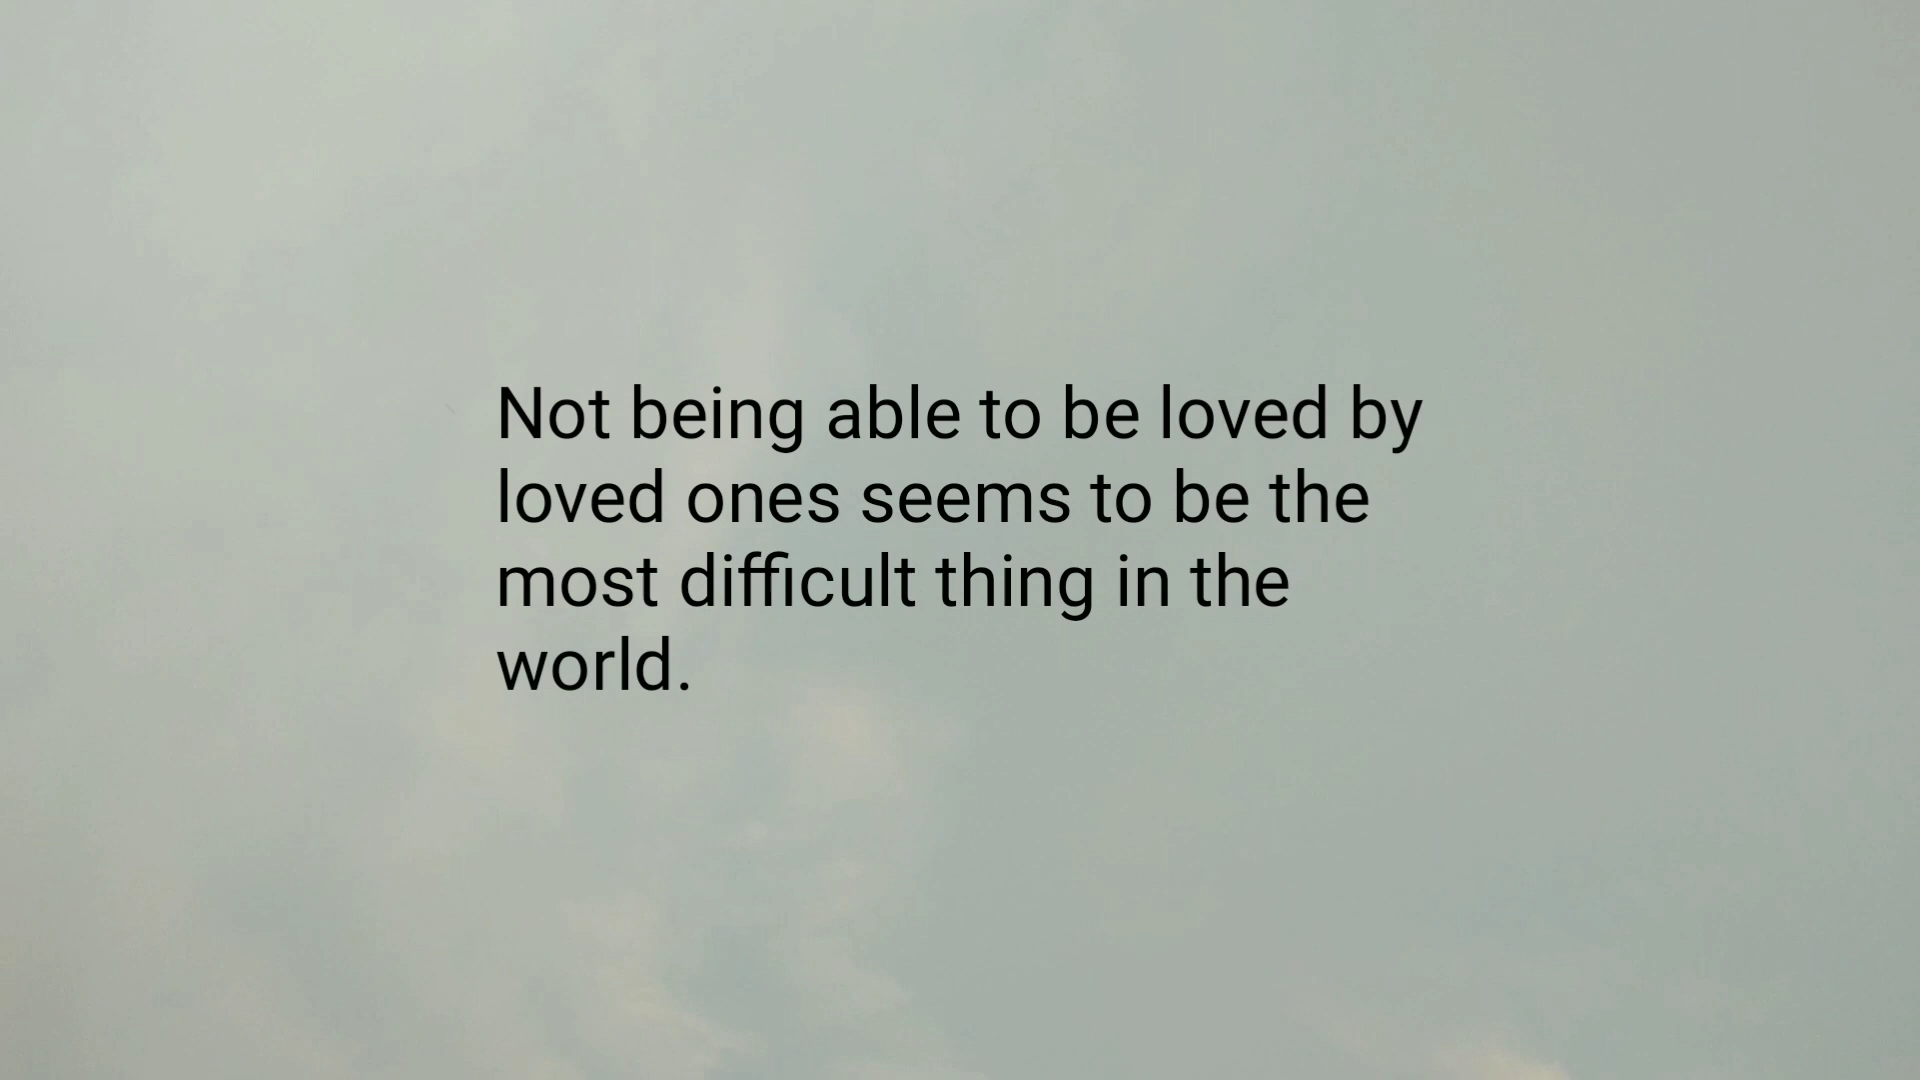 Not being able to be loved by
loved ones seems to be the
most difficult thing in the
world.